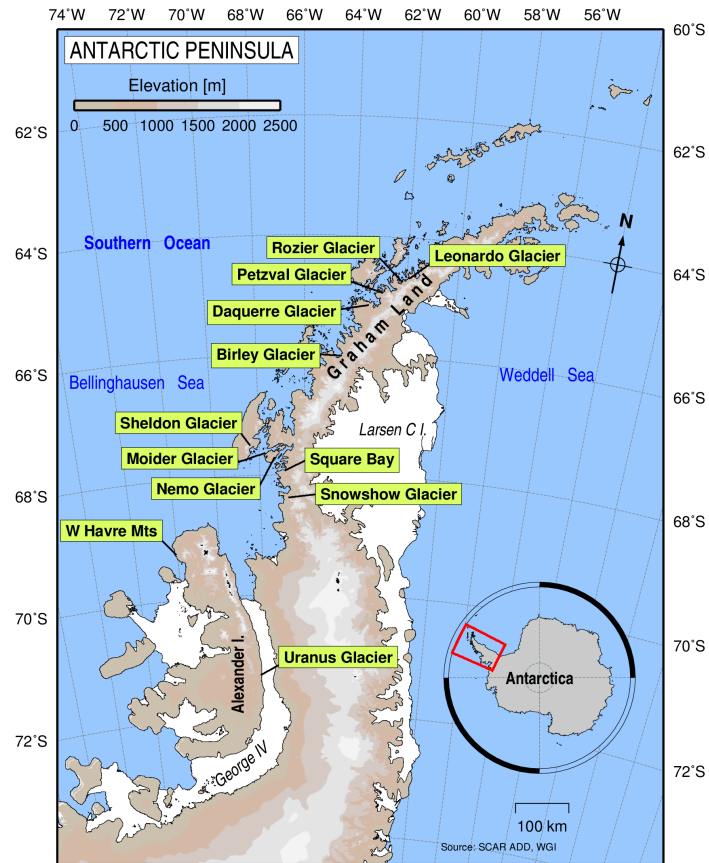 74°W 72°W 70°W 68°W 66°W 64°W 62°W 60°W 58°W 56°W
60°S
ANTARCTIC PENINSULA
Elevation [m]
0 500 1000 1500 2000 2500
62°S
62°S
N
Southern Ocean
Rozier Glacier
Leonardo Glacier
64°S
Petzval Glacier
64°S
Daquerre Glacier
Graham Land
Birley Glacier
66°S
Bellinghausen Sea
Weddell Sea
66°S
Sheldon Glacier
Larsen C I.
Moider Glacier
Square Bay
Nemo Glacier
Snowshow Glacier
68°S
68°S
W Havre Mts
70°S
70°S
Alexander I.
Uranus Glacier
Antarctica
72°S
George IV
72°S
100 km
Source: SCAR ADD, WGI